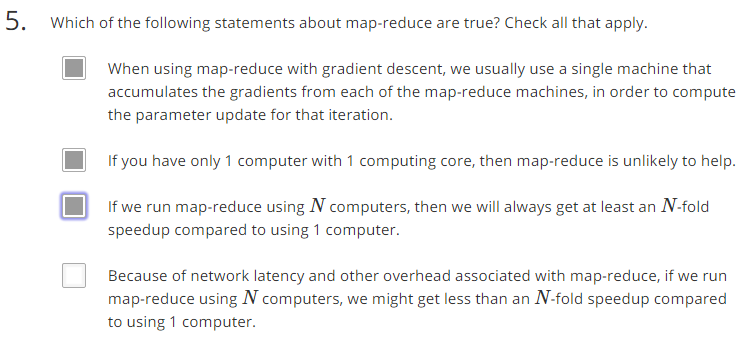 5. Which of the following statements about map-reduce are true? Check all that apply.
When using map-reduce with gradient descent, we usually use a single machine that
accumulates the gradients from each of the map-reduce machines, in order to compute
the parameter update for that iteration.
If you have only 1 computer with 1 computing core, then map-reduce is unlikely to help.
If we run map-reduce using N computers, then we will always get at least an N-fold
speedup compared to using 1 computer.
Because of network latency and other overhead associated with map-reduce, if we run
map-reduce using N computers, we might get less than an N-fold speedup compared
to using 1 computer.